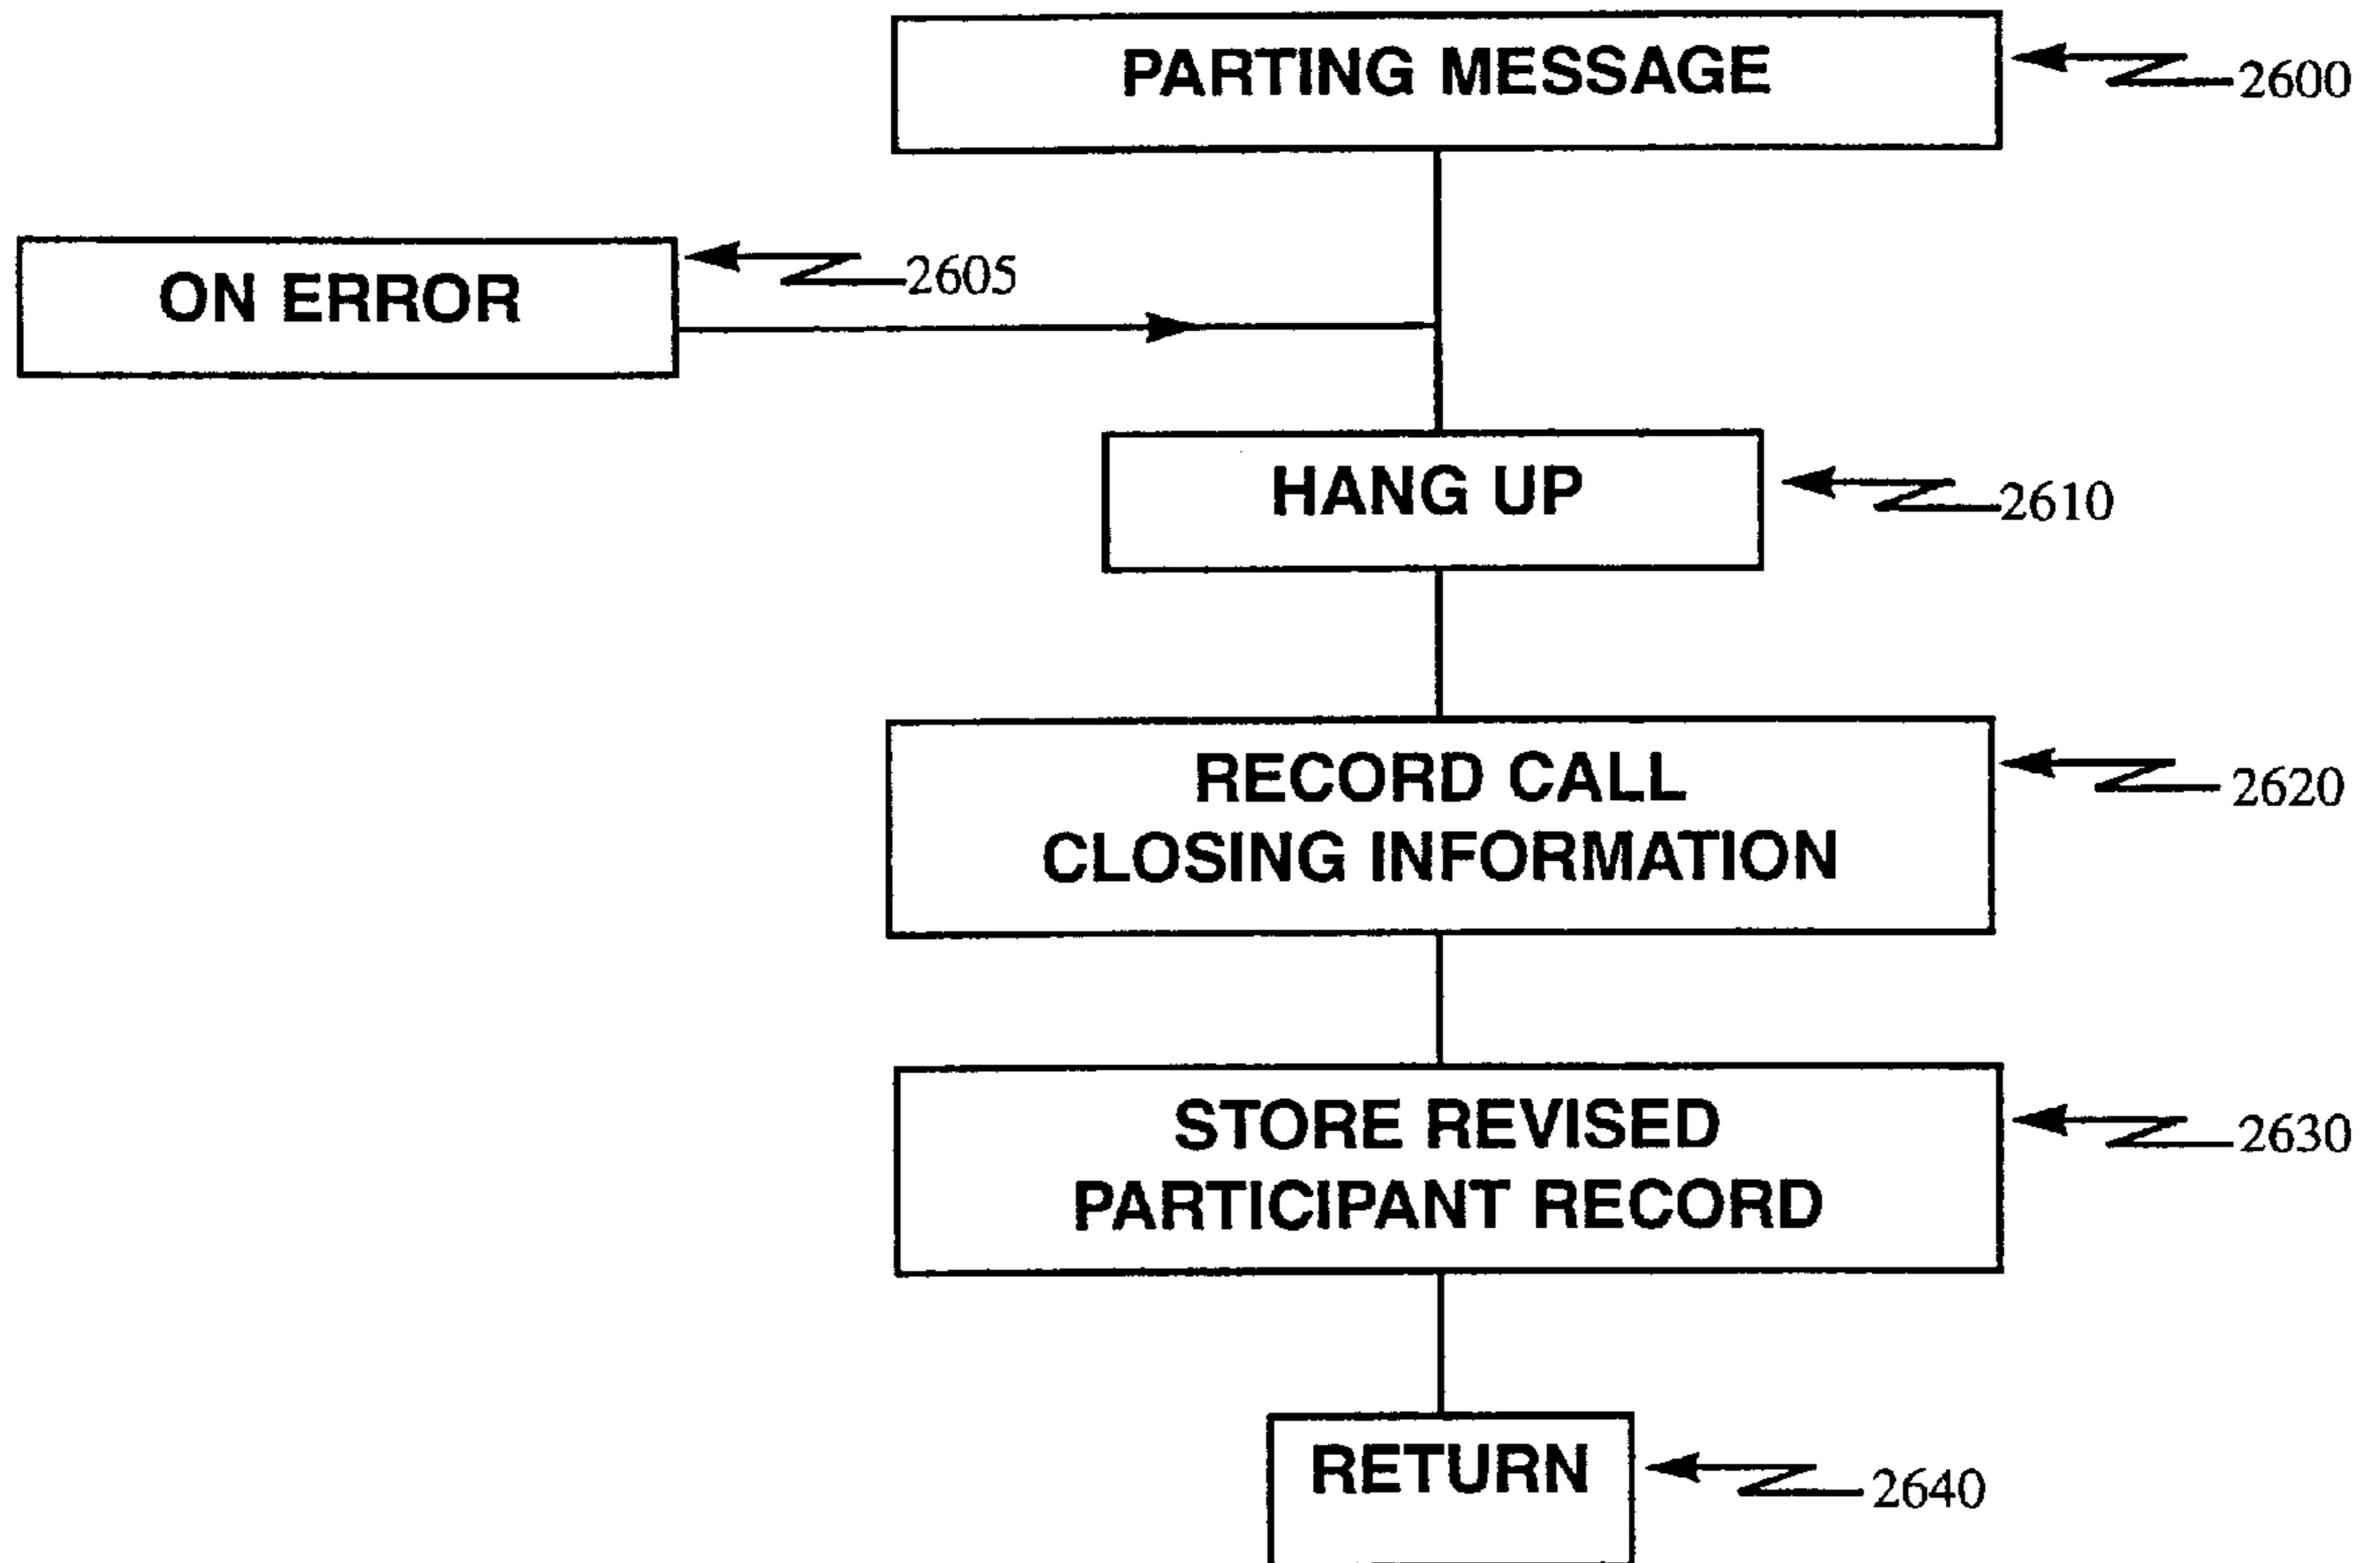 PARTING MESSAGE
2600
ON ERROR
2605
HANG UP
2610
RECORD CALL
CLOSING INFORMATION
2620
STORE REVISED
PARTICIPANT RECORD
2630
RETURN
2640